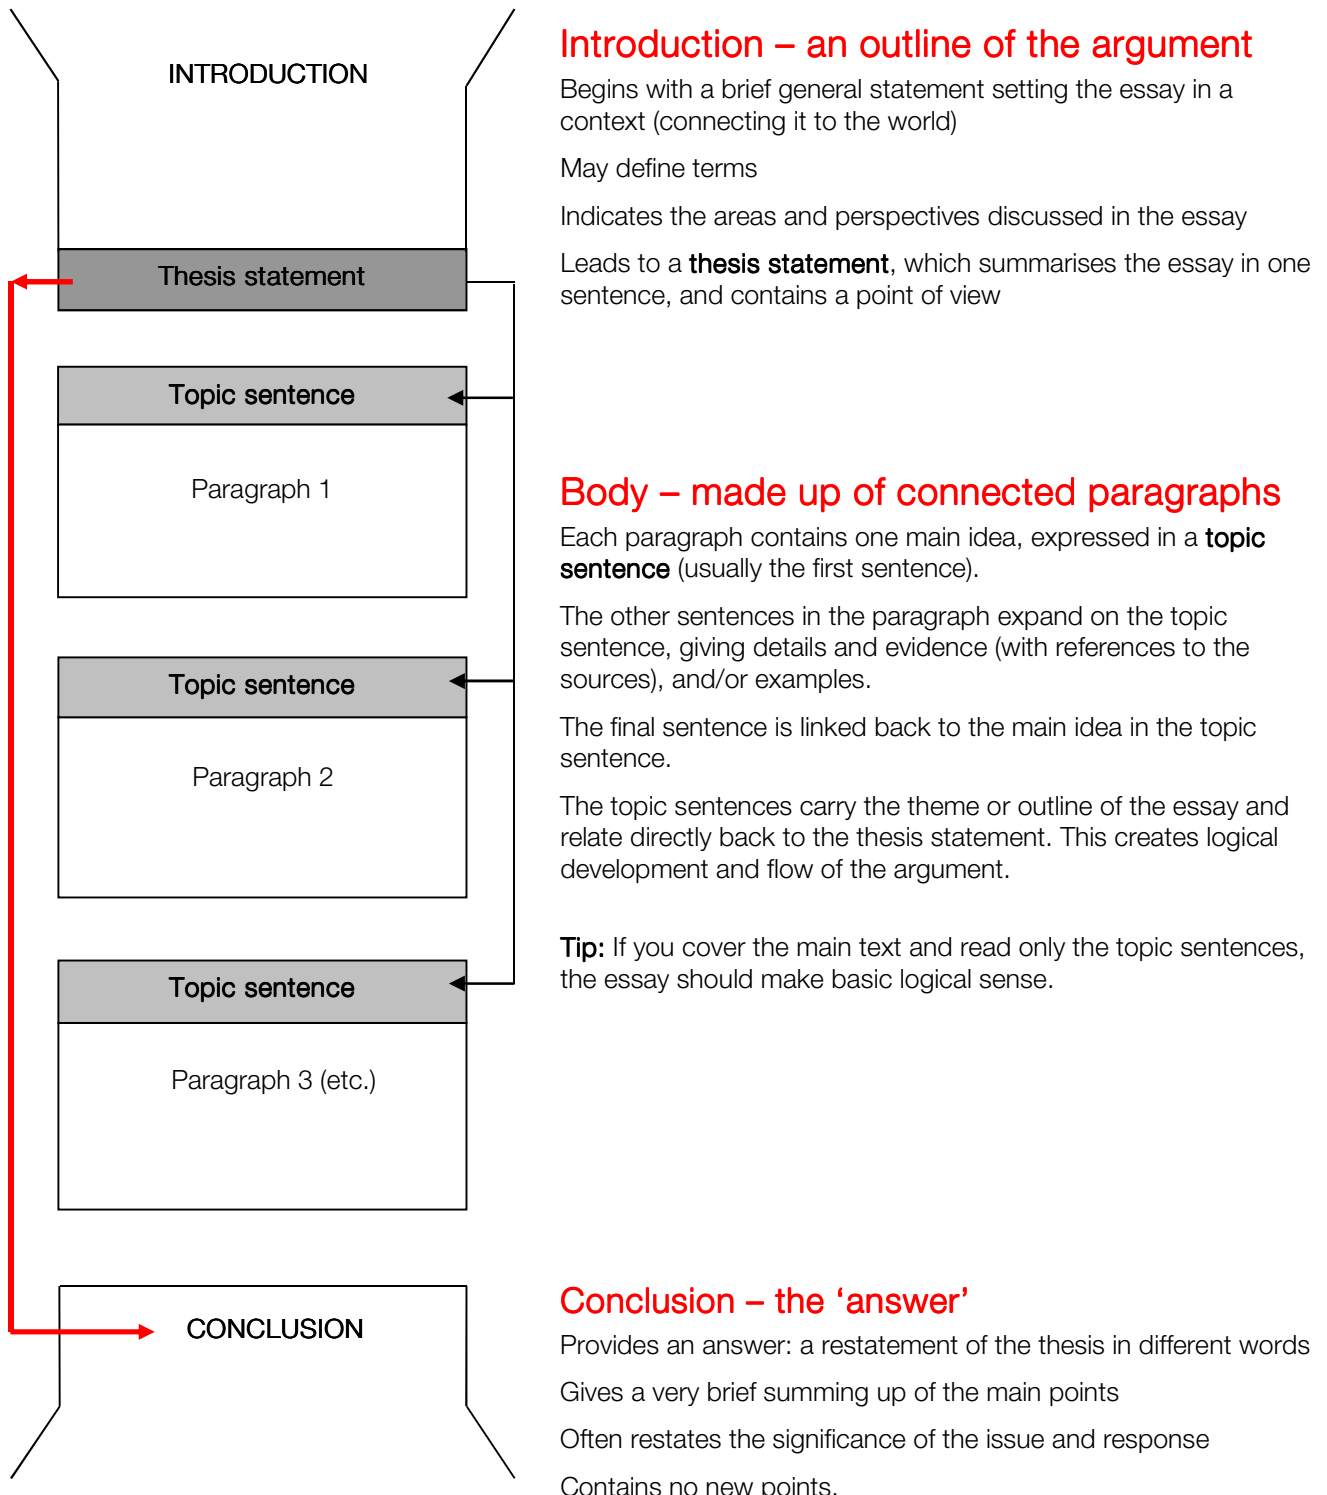 INTRODUCTION
Thesis statement
Introduction – an outline of the argument
Begins with a brief general statement setting the essay in a
context (connecting it to the world)
May define terms
Indicates the areas and perspectives discussed in the essay
Leads to a thesis statement, which summarises the essay in one
sentence, and contains a point of view
Topic sentence
Paragraph 1
Topic sentence
Paragraph 2
Topic sentence
Paragraph 3 (etc.)
Body – made up of connected paragraphs
Each paragraph contains one main idea, expressed in a topic
sentence (usually the first sentence).
The other sentences in the paragraph expand on the topic
sentence, giving details and evidence (with references to the
sources), and/or examples.
The final sentence is linked back to the main idea in the topic
sentence.
The topic sentences carry the theme or outline of the essay and
relate directly back to the thesis statement. This creates logical
development and flow of the argument.
Tip: If you cover the main text and read only the topic sentences,
the essay should make basic logical sense.
CONCLUSION
Conclusion – the ‘answer’
Provides an answer: a restatement of the thesis in different words
Gives a very brief summing up of the main points
Often restates the significance of the issue and response
Contains no new points.